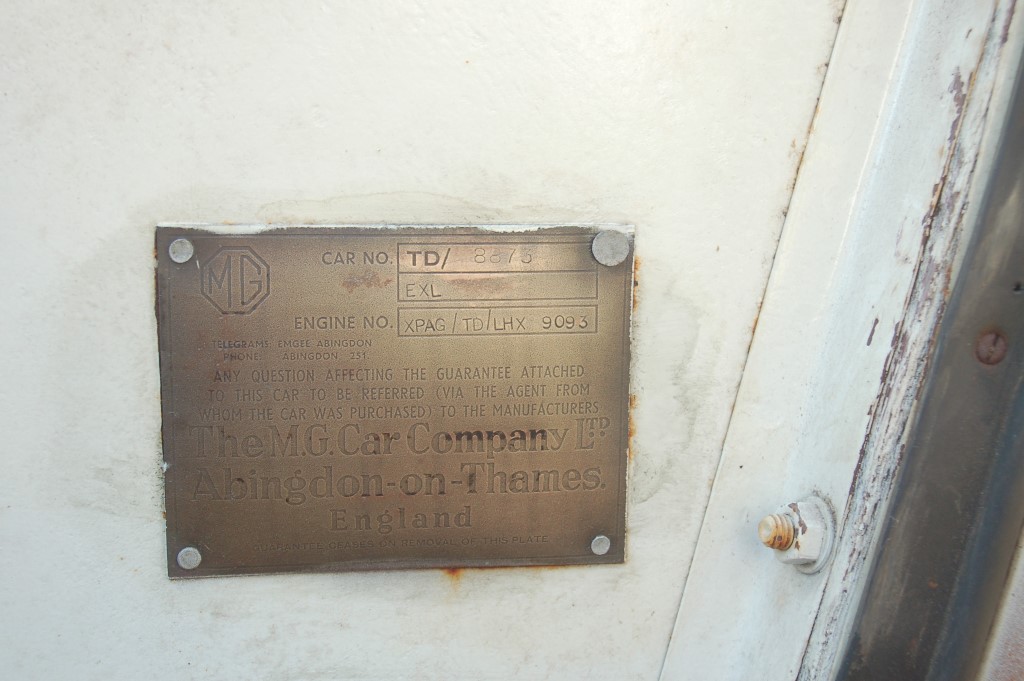 MG
CAR NO. TD/ 8875
EXL
ENGINE NO. XPAG/TD/LHX 9093
TELEGRAMS: EMGEE ABINGDON
PHONE: ABINGDON 251
ANY QUESTION AFFECTING THE GUARANTEE ATTACHED
TO THIS CAR TO BE REFERRED (VIA THE AGENT FROM
WHOM THE CAR WAS PURCHASED) TO THE MANUFACTURERS
The M.G. Car Company LTD
Abingdon-on-Thames.
England
GUARANTEE CEASES ON REMOVAL OF THIS PLATE